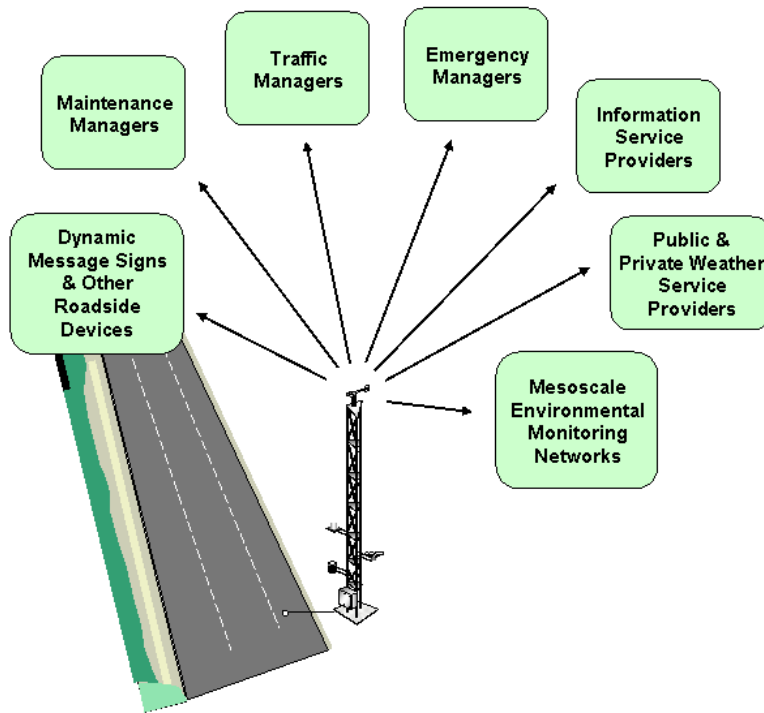 Maintenance
Managers
Traffic
Managers
Emergency
Managers
Information
Service
Providers
Dynamic
Message Signs
& Other
Roadside
Devices
Public &
Private Weather
Service
Providers
Mesoscale
Environmental
Monitoring
Networks